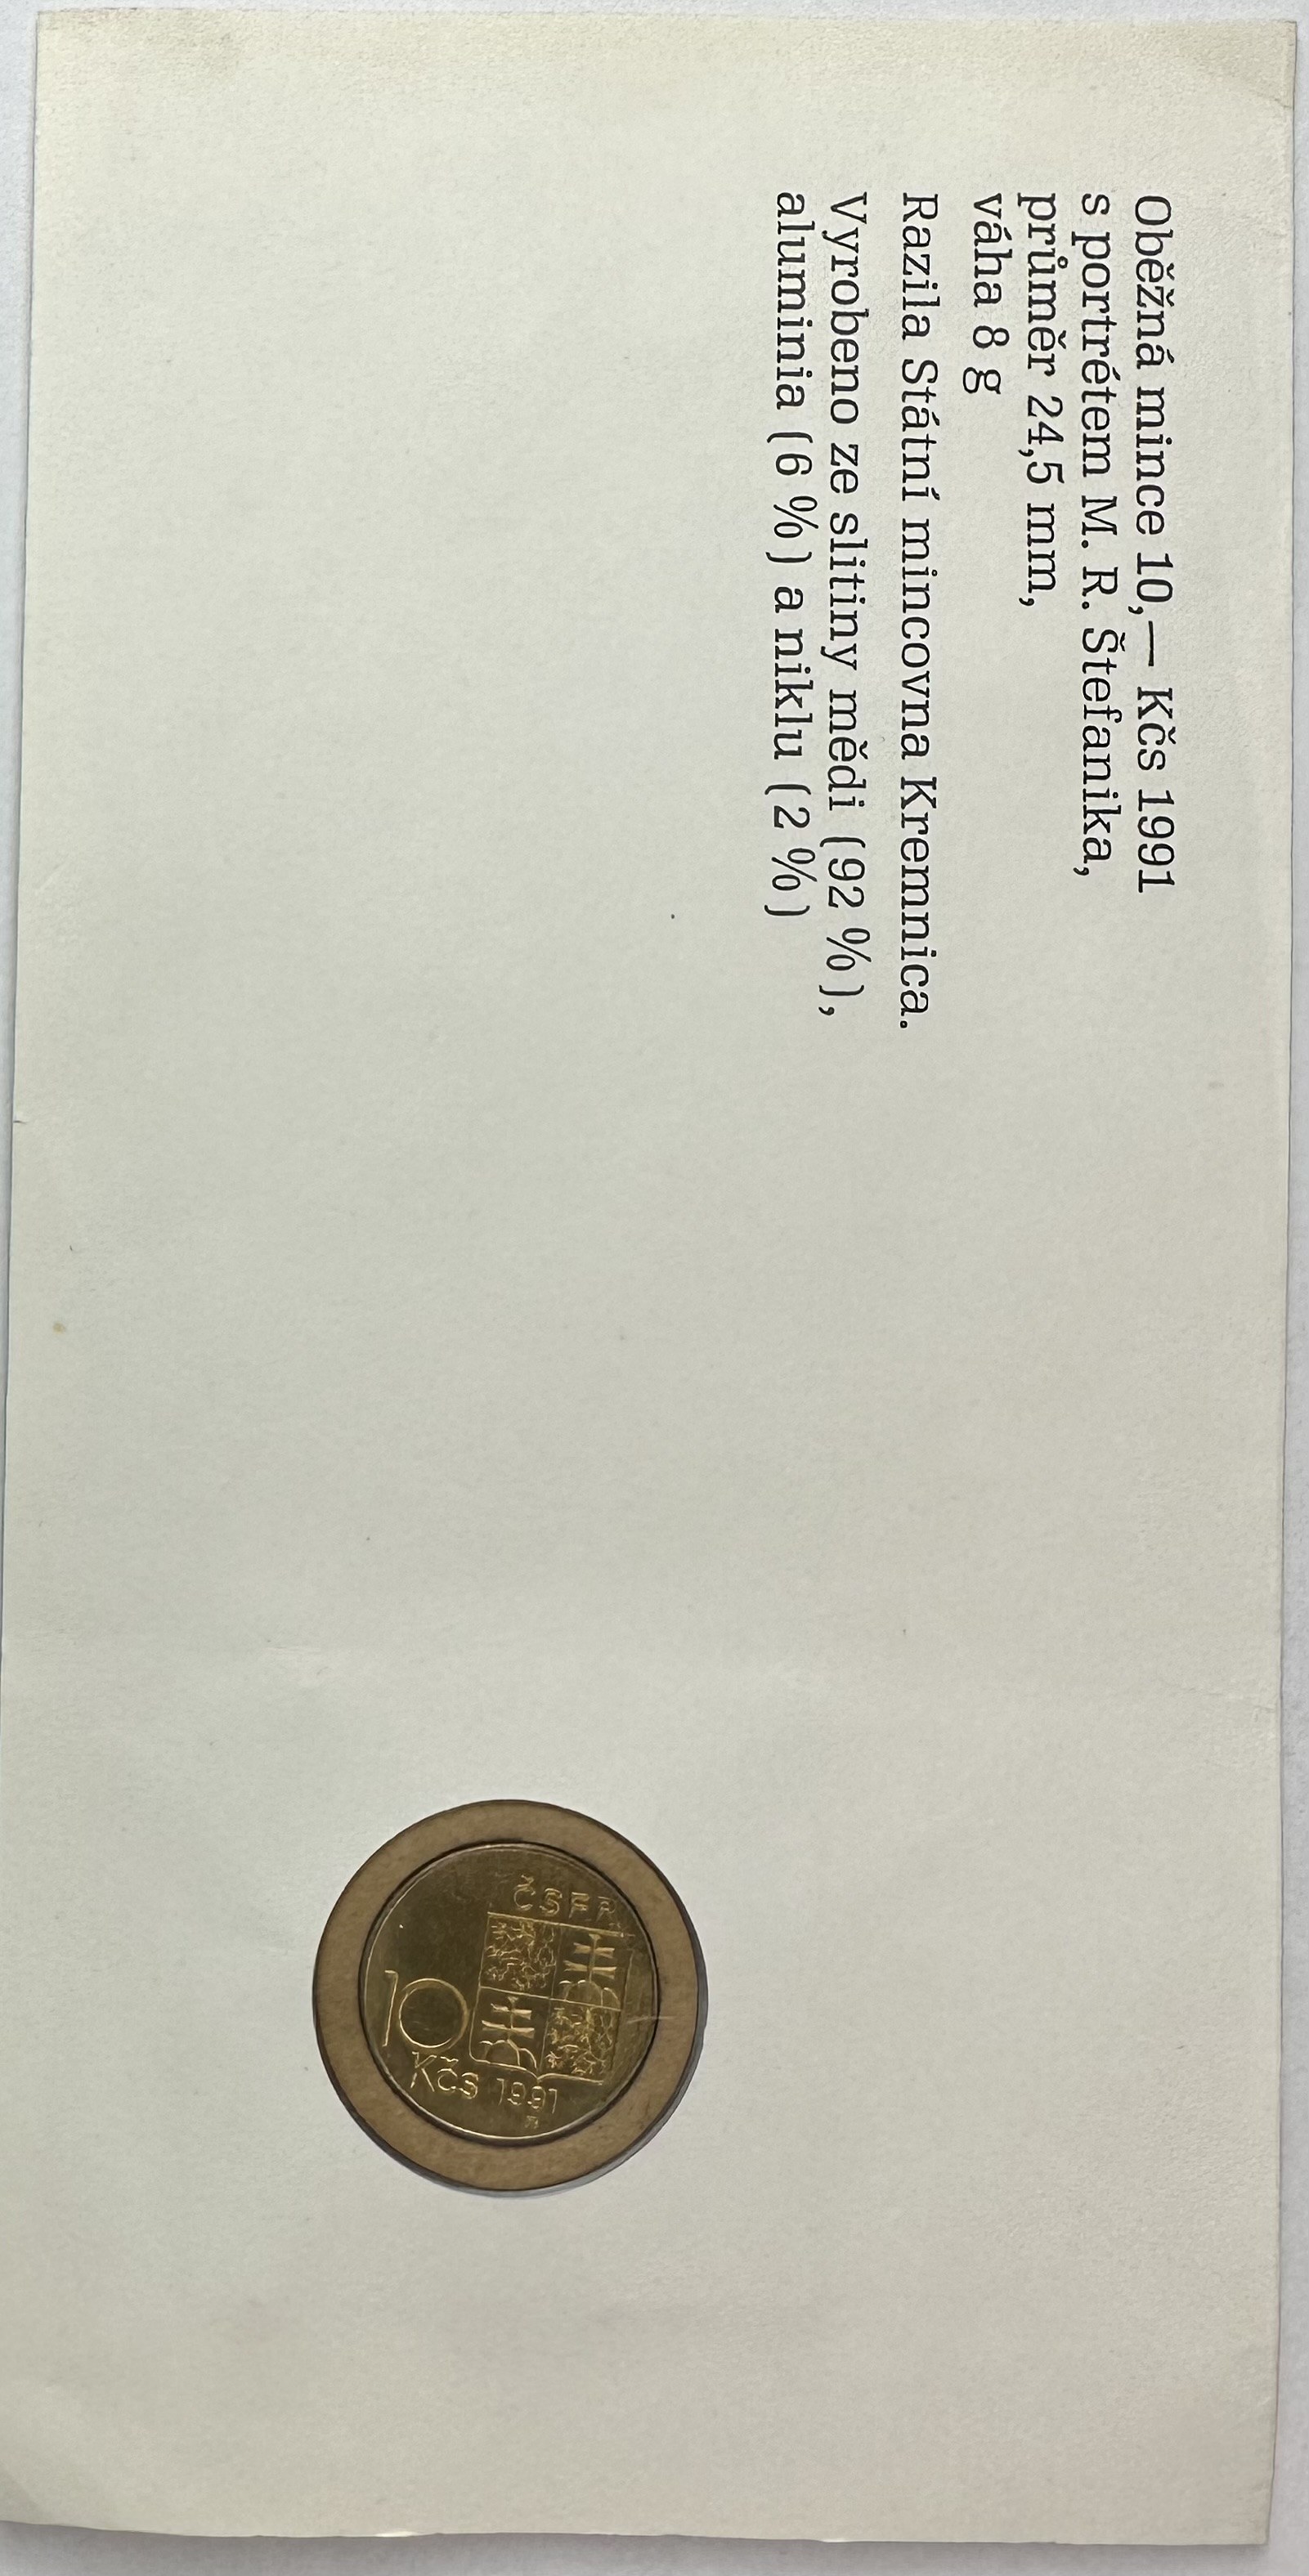 Oběžná mince 10,— Kčs 1991
s portrétem M. R. Štefanika,
průměr 24,5 mm,
váha 8 g
Razila Státní mincovna Kremnica.
Vyrobeno ze slitiny mědi (92 %),
aluminia (6 %) a niklu (2 %)
ČSFR
10
Kčs 1991